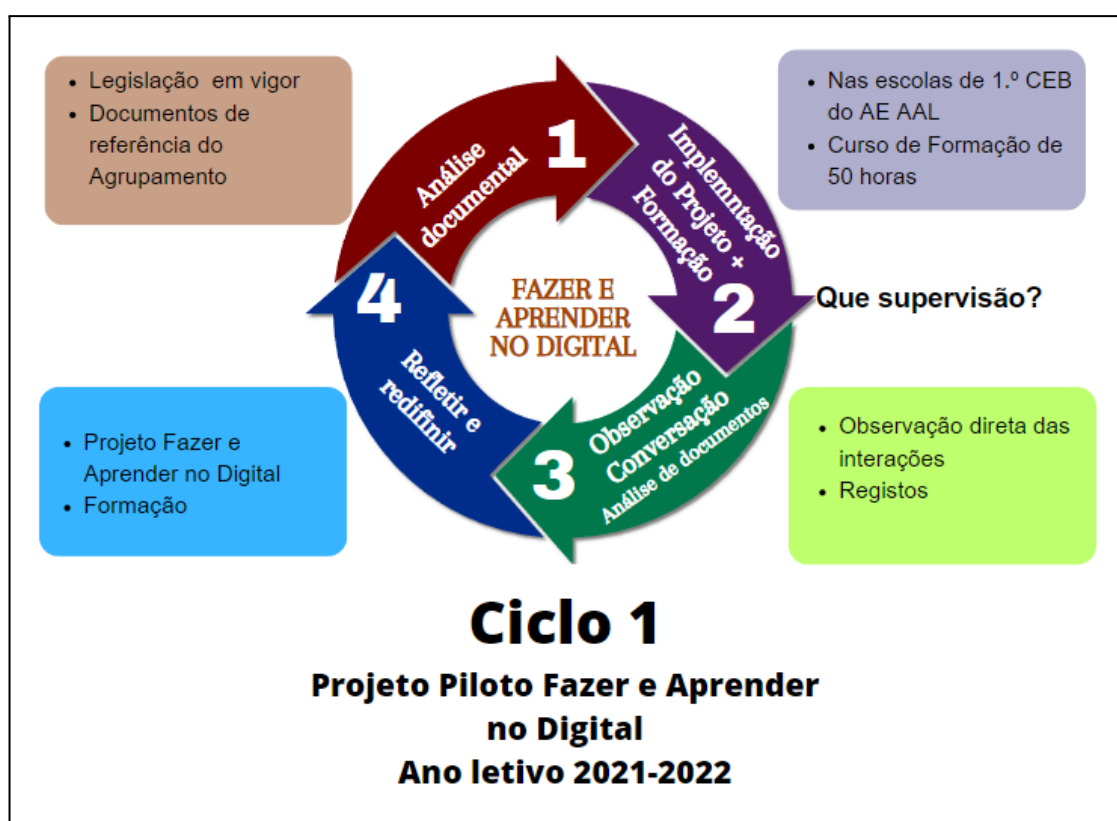 • Legislação em vigor
• Documentos de
referência do
Agrupamento
1
Análise
documental
• Nas escolas de 1.º CEB
do AE AAL
• Curso de Formação de
50 horas
Implemntação
do Projeto +
Formação
2
Que supervisão?
FAZER E
APRENDER
NO DIGITAL
• Observação direta das
interações
• Registos
Observação
Conversação
Análise de documentos
3
• Projeto Fazer e
Aprender no Digital
• Formação
4
Refletir e
redifinir
Ciclo 1
Projeto Piloto Fazer e Aprender
no Digital
Ano letivo 2021-2022